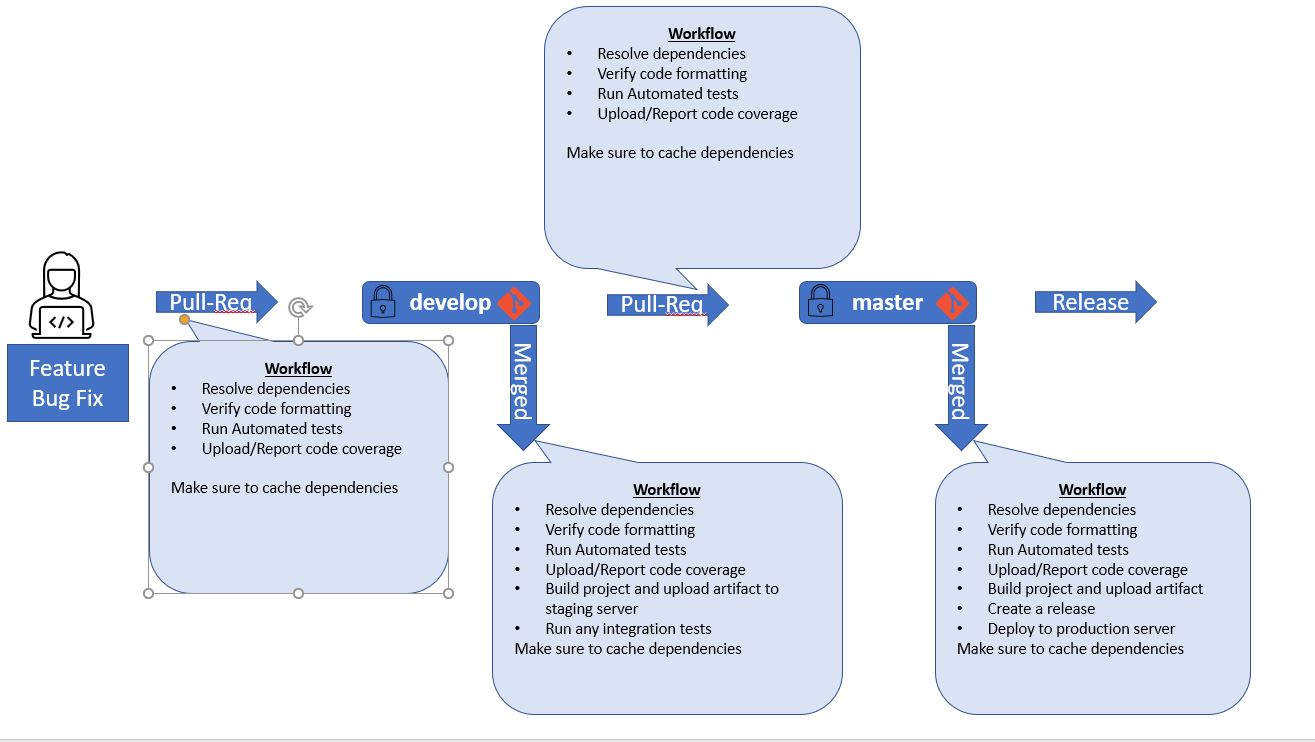 Workflow
• Resolve dependencies
• Verify code formatting
• Run Automated tests
• Upload/Report code coverage
Make sure to cache dependencies
</>
Feature
Bug Fix
Pull-Req
develop
Pull-Req
master
Release
Workflow
• Resolve dependencies
• Verify code formatting
• Run Automated tests
• Upload/Report code coverage
Make sure to cache dependencies
Merged
Workflow
• Resolve dependencies
• Verify code formatting
• Run Automated tests
• Upload/Report code coverage
• Build project and upload artifact to
staging server
• Run any integration tests
Make sure to cache dependencies
Merged
Workflow
• Resolve dependencies
• Verify code formatting
• Run Automated tests
• Upload/Report code coverage
• Build project and upload artifact
• Create a release
• Deploy to production server
Make sure to cache dependencies